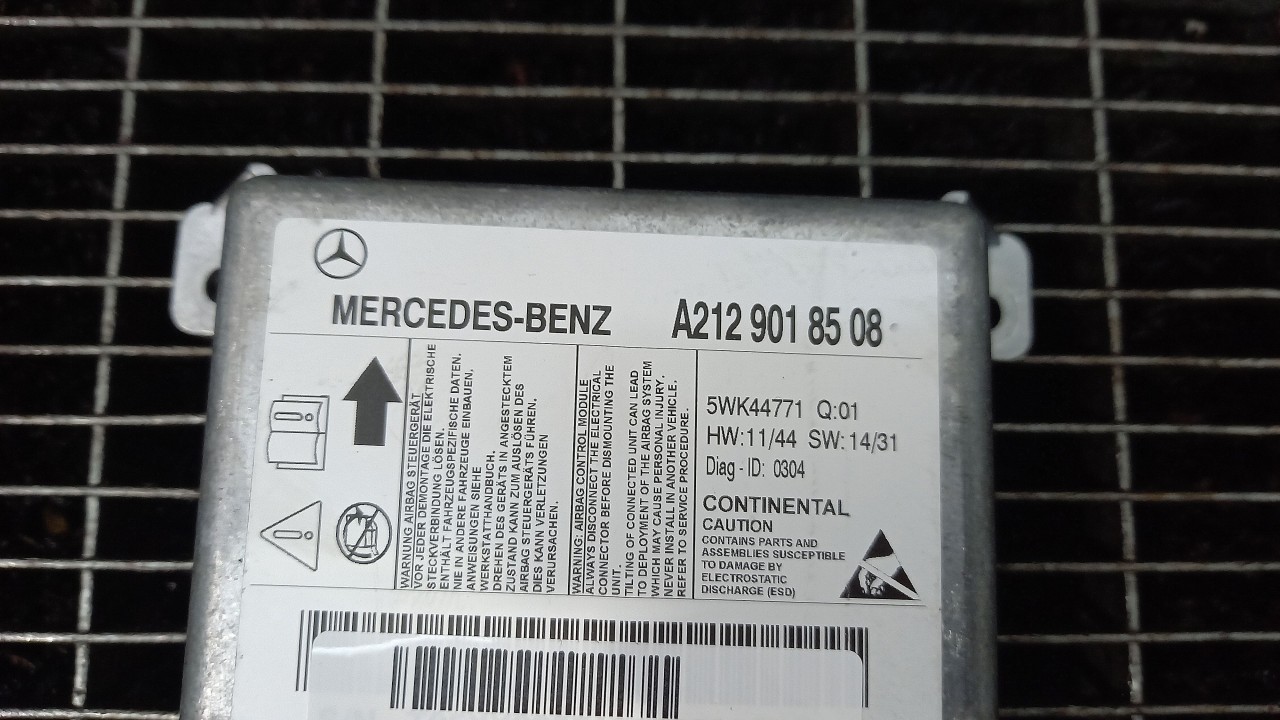 MERCEDES-BENZ A212 901 85 08
WARNUNG AIRBAG STEUERGERÄT
VOR JEDER DEMONTAGE DIE ELEKTRISCHE
STECKVERBINDUNG LÖSEN.
ENTHÄLT FAHRZEUGSPEZIFISCHE DATEN.
NIE IN ANDERE FAHRZEUGE EINBAUEN.
ANWEISUNGEN SIEHE
WERKSTATTHANDBUCH.
DREHEN DES GERÄTS IN ANGESTECKTEM
ZUSTAND KANN ZUM AUSLÖSEN DES
AIRBAG STEUERGERÄTS FÜHREN.
DIES KANN VERLETZUNGEN
VERURSACHEN.
WARNING: AIRBAG CONTROL MODULE
ALWAYS DISCONNECT THE ELECTRICAL
CONNECTOR BEFORE DISMOUNTING THE
UNIT.
TILTING OF CONNECTED UNIT CAN LEAD
TO DEPLOYMENT OF THE AIRBAG SYSTEM
WHICH MAY CAUSE PERSONAL INJURY.
NEVER INSTALL IN ANOTHER VEHICLE.
REFER TO SERVICE PROCEDURE.
5WK44771 Q:01
HW:11/44 SW:14/31
Diag - ID: 0304
CONTINENTAL
CAUTION
CONTAINS PARTS AND
ASSEMBLIES SUSCEPTIBLE
TO DAMAGE BY
ELECTROSTATIC
DISCHARGE (ESD)